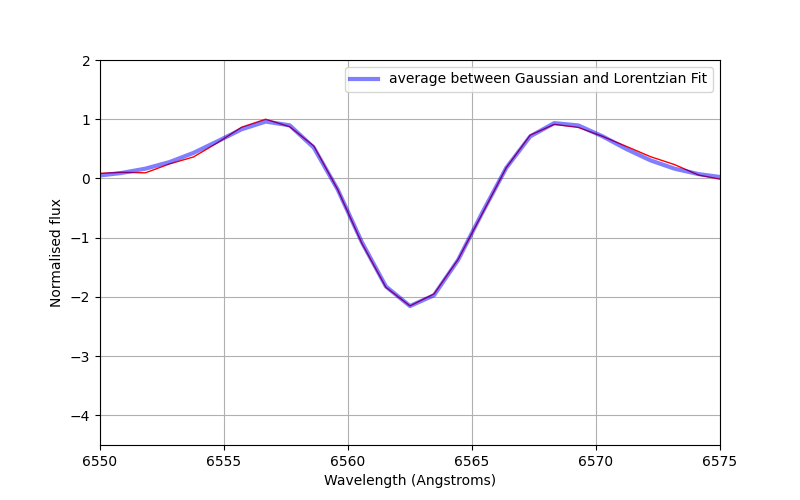 average between Gaussian and Lorentzian Fit
2
1
0
−1
−2
−3
−4
Normalised flux
6550 6555 6560 6565 6570 6575
Wavelength (Angstroms)